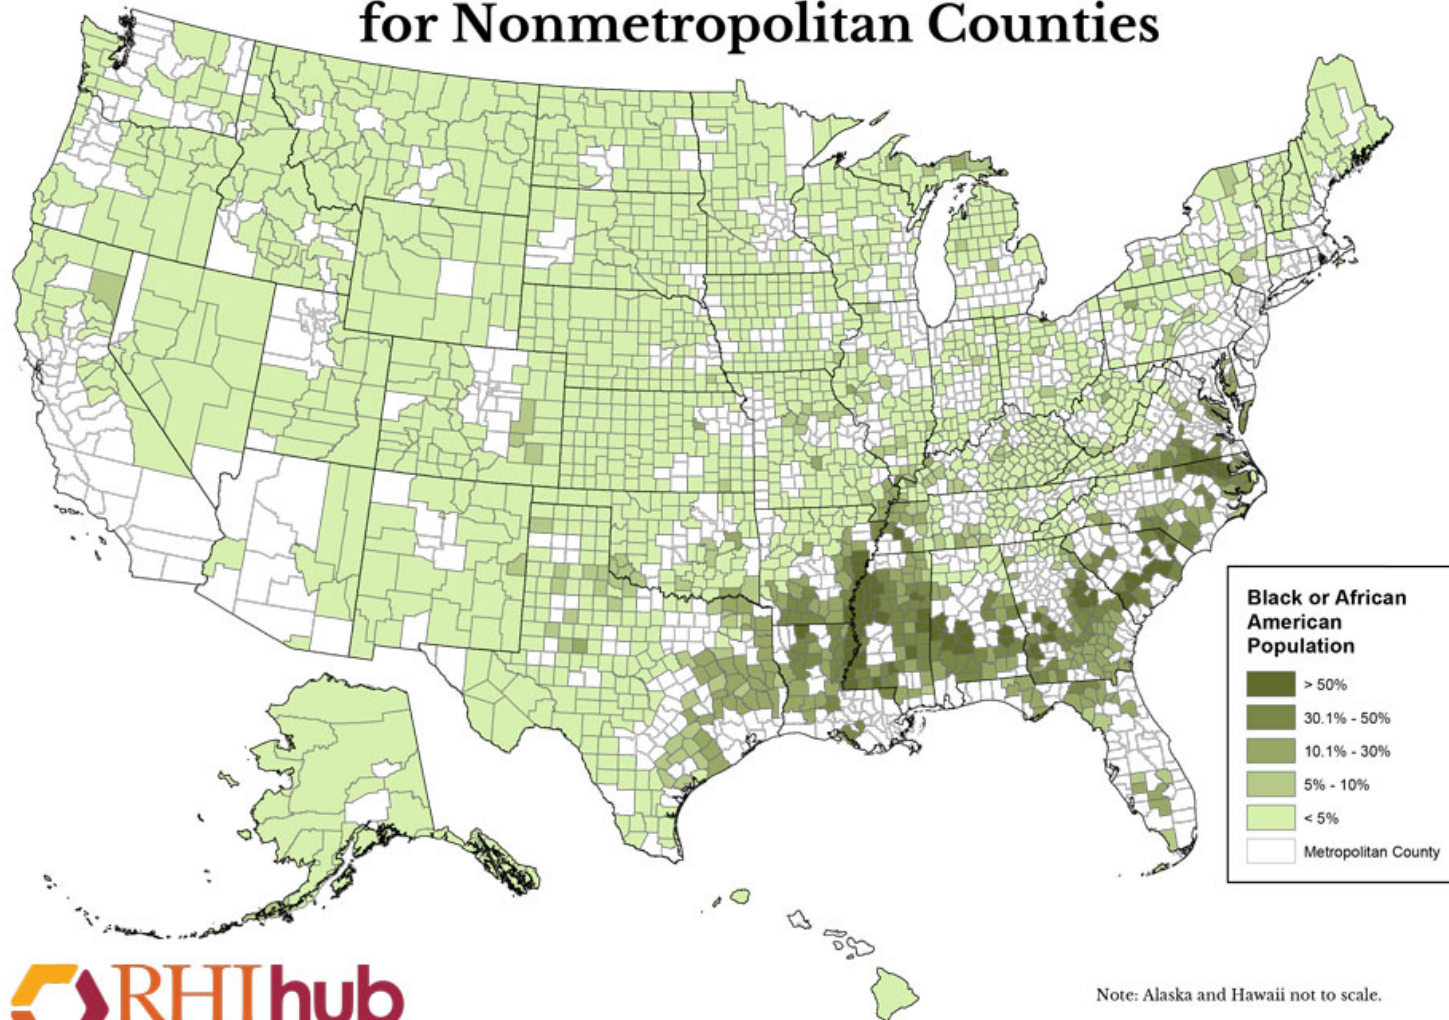 for Nonmetropolitan Counties
Black or African
American
Population
> 50%
30.1% - 50%
10.1% - 30%
5% - 10%
< 5%
Metropolitan County
RHIhub
Note: Alaska and Hawaii not to scale.